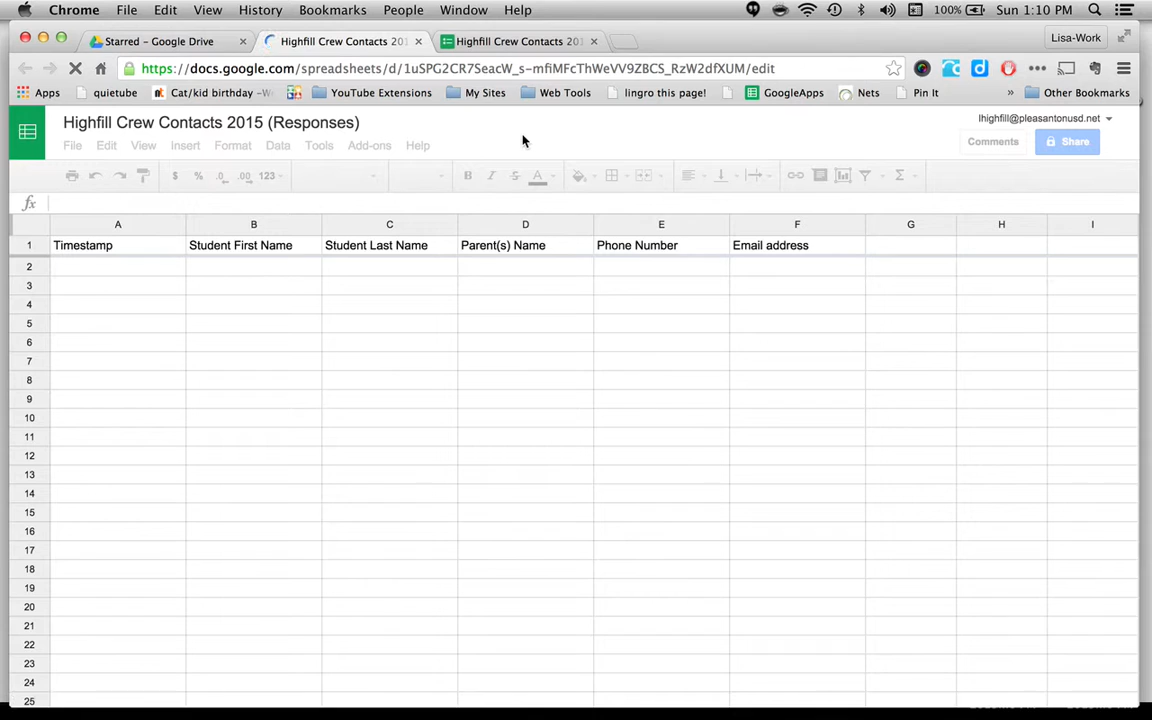 Chrome File Edit View History Bookmarks People Window Help 100% Sun 1:10 PM
Starred – Google Drive Highfill Crew Contacts 201 Highfill Crew Contacts 201 Lisa-Work
https://docs.google.com/spreadsheets/d/1uSPG2CR7SeacW_s-mfiMFcThWeVV9ZBCS_RzW2dfXUM/edit
Apps quietube Cat/kid birthday -W YouTube Extensions My Sites Web Tools lingro this page! GoogleApps Nets Pin It » Other Bookmarks
Highfill Crew Contacts 2015 (Responses) lhighfill@pleasantonusd.net
File Edit View Insert Format Data Tools Add-ons Help Comments Share
$ % .0 .00 123 B I S A Σ
fx
A B C D E F G H I
1 Timestamp Student First Name Student Last Name Parent(s) Name Phone Number Email address
2
3
4
5
6
7
8
9
10
11
12
13
14
15
16
17
18
19
20
21
22
23
24
25